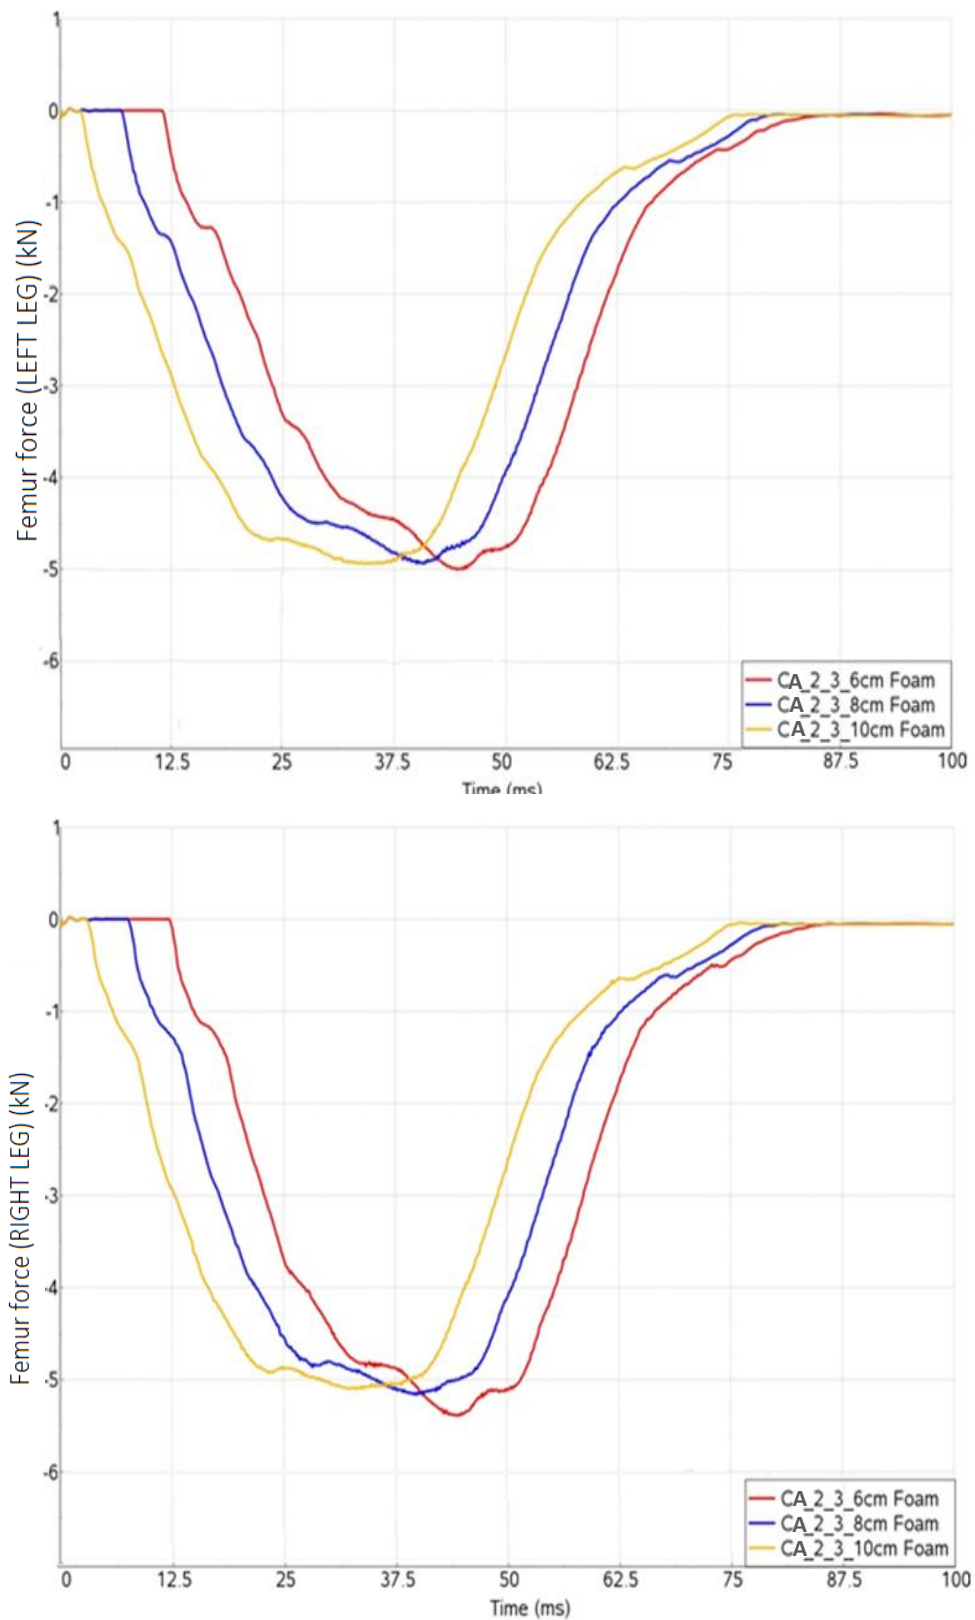 1
0
-1
-2
-3
-4
-5
-6
Femur force (LEFT LEG) (kN)
CA_2_3_6cm Foam
CA_2_3_8cm Foam
CA_2_3_10cm Foam
0 12.5 25 37.5 50 62.5 75 87.5 100
Time (ms)
1
0
-1
-2
-3
-4
-5
-6
Femur force (RIGHT LEG) (kN)
CA_2_3_6cm Foam
CA_2_3_8cm Foam
CA_2_3_10cm Foam
0 12.5 25 37.5 50 62.5 75 87.5 100
Time (ms)